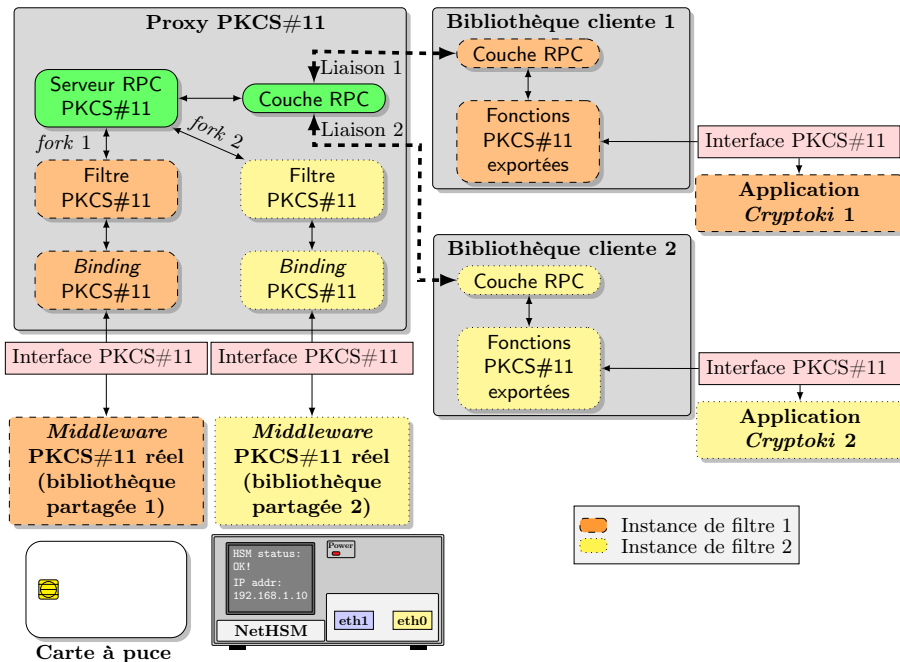 Proxy PKCS#11
Serveur RPC
PKCS#11
Couche RPC
Liaison 1
Liaison 2
fork 1
fork 2
Filtre
PKCS#11
Filtre
PKCS#11
Binding
PKCS#11
Binding
PKCS#11
Interface PKCS#11
Interface PKCS#11
Middleware
PKCS#11 réel
(bibliothèque
partagée 1)
Middleware
PKCS#11 réel
(bibliothèque
partagée 2)
Carte à puce
HSM status:
OK!
IP addr:
192.168.1.10
Power
NetHSM
eth1
eth0
Bibliothèque cliente 1
Couche RPC
Fonctions
PKCS#11
exportées
Interface PKCS#11
Application
Cryptoki 1
Bibliothèque cliente 2
Couche RPC
Fonctions
PKCS#11
exportées
Interface PKCS#11
Application
Cryptoki 2
Instance de filtre 1
Instance de filtre 2